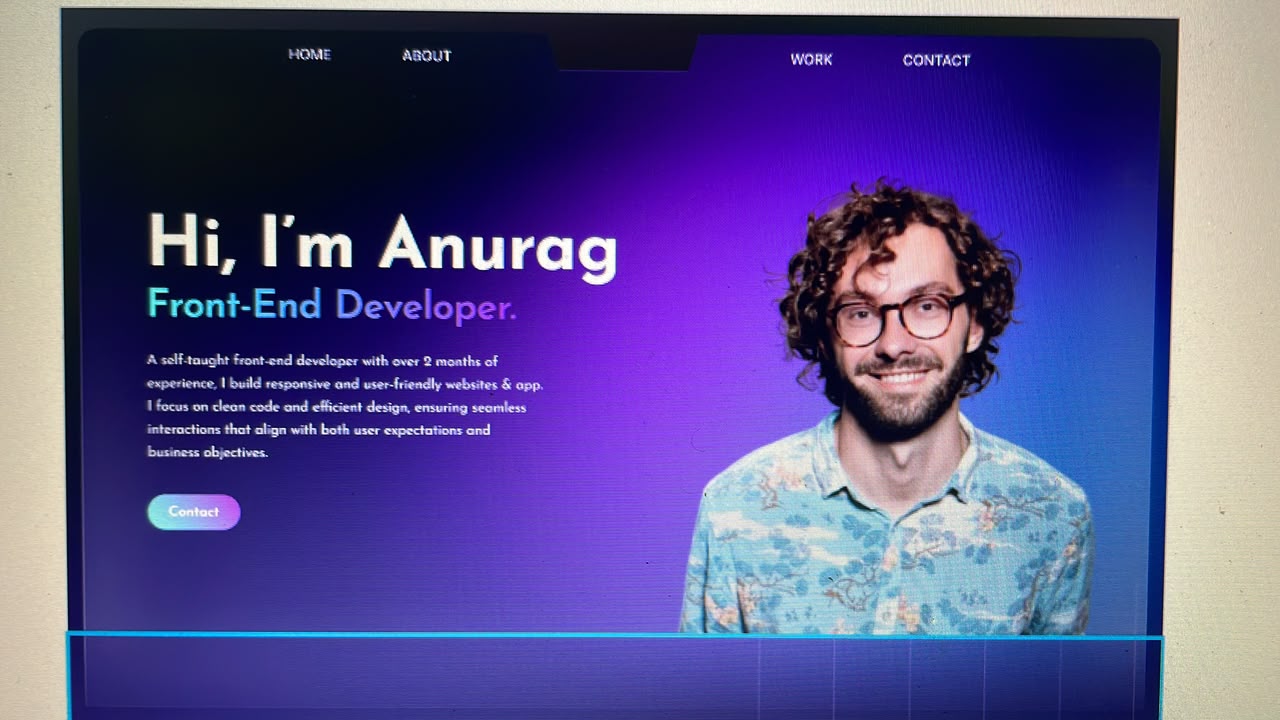 HOME ABOUT WORK CONTACT
Hi, I'm Anurag
Front-End Developer.
A self-taught front-end developer with over 2 months of
experience, I build responsive and user-friendly websites & app.
I focus on clean code and efficient design, ensuring seamless
interactions that align with both user expectations and
business objectives.
Contact